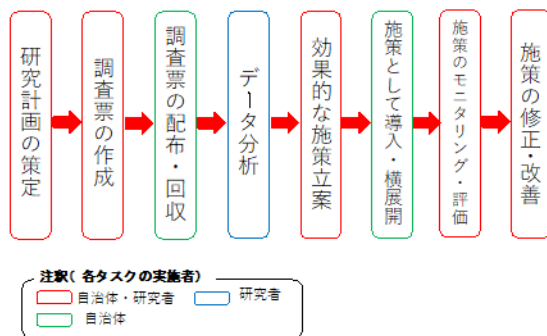 研究計画の策定
調査票の作成
調査票の配布・回収
データ分析
効果的な施策立案
施策として導入・横展開
施策のモニタリング・評価
施策の修正・改善
注釈(各タスクの実施者)
自治体・研究者
研究者
自治体